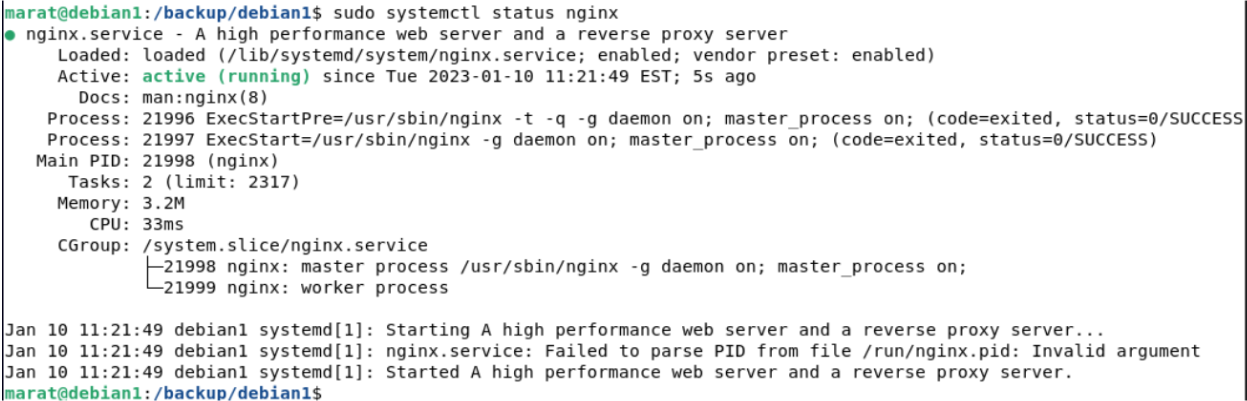 marat@debian1:/backup/debian1$ sudo systemctl status nginx
● nginx.service - A high performance web server and a reverse proxy server
     Loaded: loaded (/lib/systemd/system/nginx.service; enabled; vendor preset: enabled)
     Active: active (running) since Tue 2023-01-10 11:21:49 EST; 5s ago
       Docs: man:nginx(8)
    Process: 21996 ExecStartPre=/usr/sbin/nginx -t -q -g daemon on; master_process on; (code=exited, status=0/SUCCESS
    Process: 21997 ExecStart=/usr/sbin/nginx -g daemon on; master_process on; (code=exited, status=0/SUCCESS)
   Main PID: 21998 (nginx)
      Tasks: 2 (limit: 2317)
     Memory: 3.2M
        CPU: 33ms
     CGroup: /system.slice/nginx.service
             ├─21998 nginx: master process /usr/sbin/nginx -g daemon on; master_process on;
             └─21999 nginx: worker process

Jan 10 11:21:49 debian1 systemd[1]: Starting A high performance web server and a reverse proxy server...
Jan 10 11:21:49 debian1 systemd[1]: nginx.service: Failed to parse PID from file /run/nginx.pid: Invalid argument
Jan 10 11:21:49 debian1 systemd[1]: Started A high performance web server and a reverse proxy server.
marat@debian1:/backup/debian1$